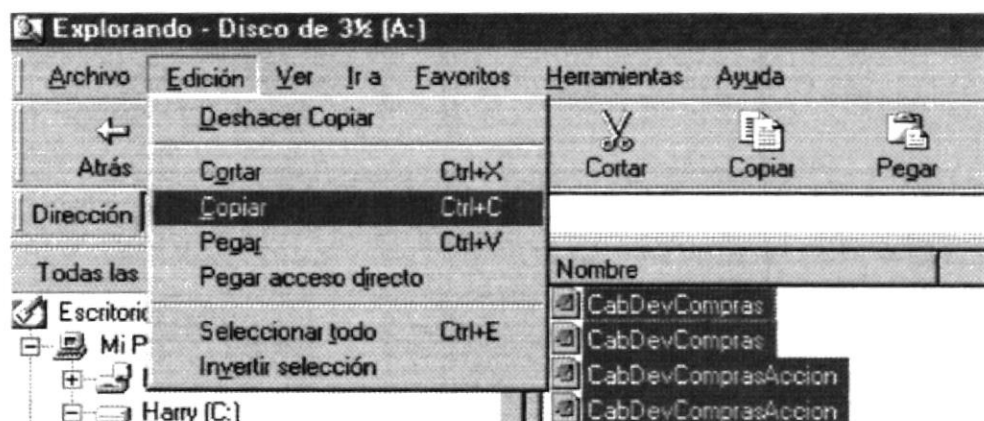 Explorando - Disco de 3½ (A:)
Archivo Edición Ver Ir a Favoritos Herramientas Ayuda
Deshacer Copiar
Cortar Ctrl+X
Copiar Ctrl+C
Pegar Ctrl+V
Pegar acceso directo
Seleccionar todo Ctrl+E
Invertir selección
Atrás
Cortar Copiar Pegar
Dirección
Todas las
Escritorio
Mi P
Harry (C:)
Nombre
CabDevCompras
CabDevCompras
CabDevComprasAccion
CabDevComprasAccion